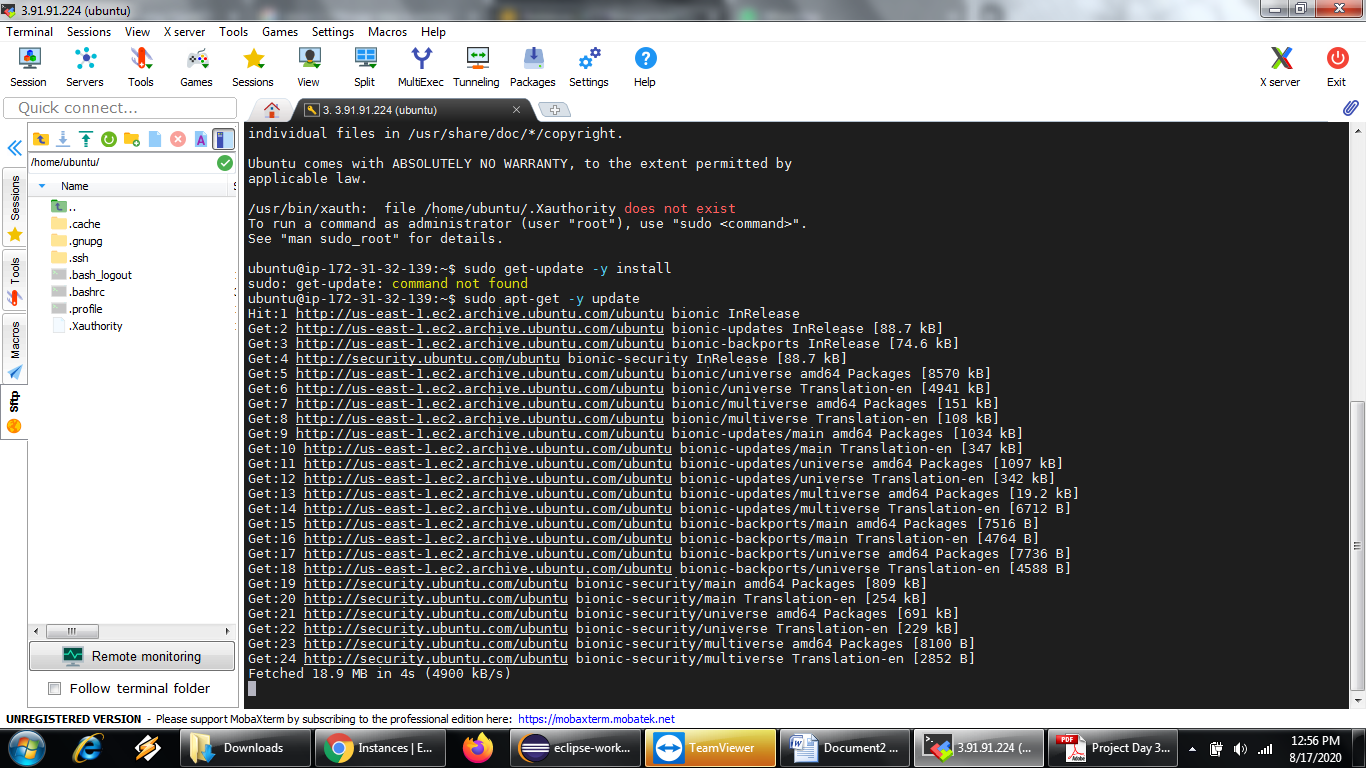 3.91.91.224 (ubuntu)
Terminal Sessions View X server Tools Games Settings Macros Help
Session Servers Tools Games Sessions View Split MultiExec Tunneling Packages Settings Help X server Exit
Quick connect...
3. 3.91.91.224 (ubuntu)
/home/ubuntu/
Name
..
.cache
.gnupg
.ssh
.bash_logout
.bashrc
.profile
.Xauthority
Sessions
Tools
Macros
Sftp
Remote monitoring
Follow terminal folder
individual files in /usr/share/doc/*/copyright.
Ubuntu comes with ABSOLUTELY NO WARRANTY, to the extent permitted by
applicable law.
/usr/bin/xauth:  file /home/ubuntu/.Xauthority does not exist
To run a command as administrator (user "root"), use "sudo <command>".
See "man sudo_root" for details.
ubuntu@ip-172-31-32-139:~$ sudo get-update -y install
sudo: get-update: command not found
ubuntu@ip-172-31-32-139:~$ sudo apt-get -y update
Hit:1 http://us-east-1.ec2.archive.ubuntu.com/ubuntu bionic InRelease
Get:2 http://us-east-1.ec2.archive.ubuntu.com/ubuntu bionic-updates InRelease [88.7 kB]
Get:3 http://us-east-1.ec2.archive.ubuntu.com/ubuntu bionic-backports InRelease [74.6 kB]
Get:4 http://security.ubuntu.com/ubuntu bionic-security InRelease [88.7 kB]
Get:5 http://us-east-1.ec2.archive.ubuntu.com/ubuntu bionic/universe amd64 Packages [8570 kB]
Get:6 http://us-east-1.ec2.archive.ubuntu.com/ubuntu bionic/universe Translation-en [4941 kB]
Get:7 http://us-east-1.ec2.archive.ubuntu.com/ubuntu bionic/multiverse amd64 Packages [151 kB]
Get:8 http://us-east-1.ec2.archive.ubuntu.com/ubuntu bionic/multiverse Translation-en [108 kB]
Get:9 http://us-east-1.ec2.archive.ubuntu.com/ubuntu bionic-updates/main amd64 Packages [1034 kB]
Get:10 http://us-east-1.ec2.archive.ubuntu.com/ubuntu bionic-updates/main Translation-en [347 kB]
Get:11 http://us-east-1.ec2.archive.ubuntu.com/ubuntu bionic-updates/universe amd64 Packages [1097 kB]
Get:12 http://us-east-1.ec2.archive.ubuntu.com/ubuntu bionic-updates/universe Translation-en [342 kB]
Get:13 http://us-east-1.ec2.archive.ubuntu.com/ubuntu bionic-updates/multiverse amd64 Packages [19.2 kB]
Get:14 http://us-east-1.ec2.archive.ubuntu.com/ubuntu bionic-updates/multiverse Translation-en [6712 B]
Get:15 http://us-east-1.ec2.archive.ubuntu.com/ubuntu bionic-backports/main amd64 Packages [7516 B]
Get:16 http://us-east-1.ec2.archive.ubuntu.com/ubuntu bionic-backports/main Translation-en [4764 B]
Get:17 http://us-east-1.ec2.archive.ubuntu.com/ubuntu bionic-backports/universe amd64 Packages [7736 B]
Get:18 http://us-east-1.ec2.archive.ubuntu.com/ubuntu bionic-backports/universe Translation-en [4588 B]
Get:19 http://security.ubuntu.com/ubuntu bionic-security/main amd64 Packages [809 kB]
Get:20 http://security.ubuntu.com/ubuntu bionic-security/main Translation-en [254 kB]
Get:21 http://security.ubuntu.com/ubuntu bionic-security/universe amd64 Packages [691 kB]
Get:22 http://security.ubuntu.com/ubuntu bionic-security/universe Translation-en [229 kB]
Get:23 http://security.ubuntu.com/ubuntu bionic-security/multiverse amd64 Packages [8100 B]
Get:24 http://security.ubuntu.com/ubuntu bionic-security/multiverse Translation-en [2852 B]
Fetched 18.9 MB in 4s (4900 kB/s)
UNREGISTERED VERSION - Please support MobaXterm by subscribing to the professional edition here: https://mobaxterm.mobatek.net
Downloads Instances | E... eclipse-work... TeamViewer Document2 ... 3.91.91.224 (... Project Day 3...
12:56 PM
8/17/2020